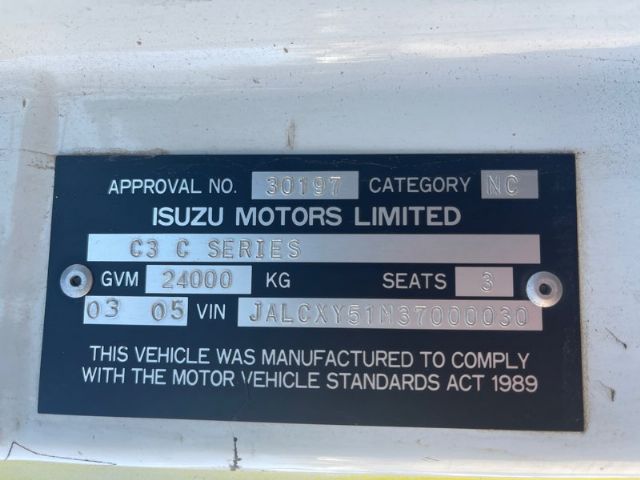 APPROVAL NO. 30197 CATEGORY NC
ISUZU MOTORS LIMITED
C3 C SERIES
GVM 24000 KG SEATS 3
03 05 VIN JALCXY51M37000030
THIS VEHICLE WAS MANUFACTURED TO COMPLY
WITH THE MOTOR VEHICLE STANDARDS ACT 1989